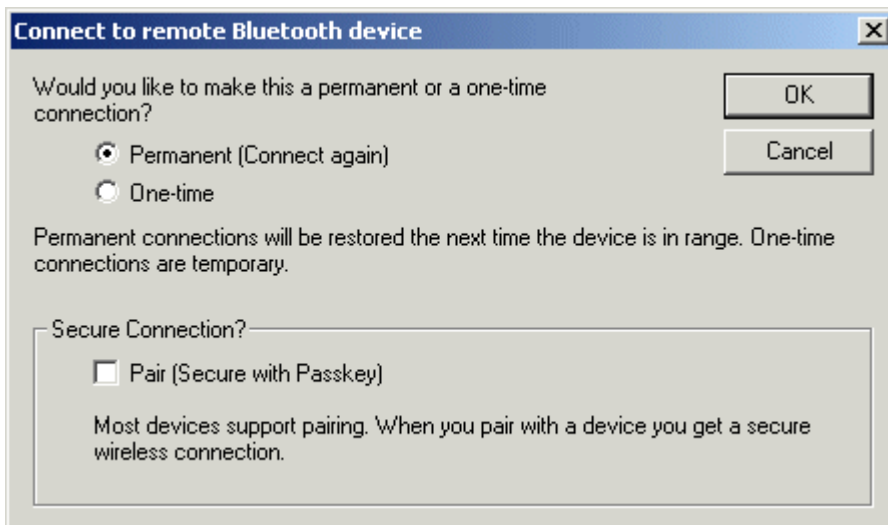 Connect to remote Bluetooth device
Would you like to make this a permanent or a one-time
connection?
OK
Permanent (Connect again)
Cancel
One-time
Permanent connections will be restored the next time the device is in range. One-time
connections are temporary.
Secure Connection?
Pair (Secure with Passkey)
Most devices support pairing. When you pair with a device you get a secure
wireless connection.